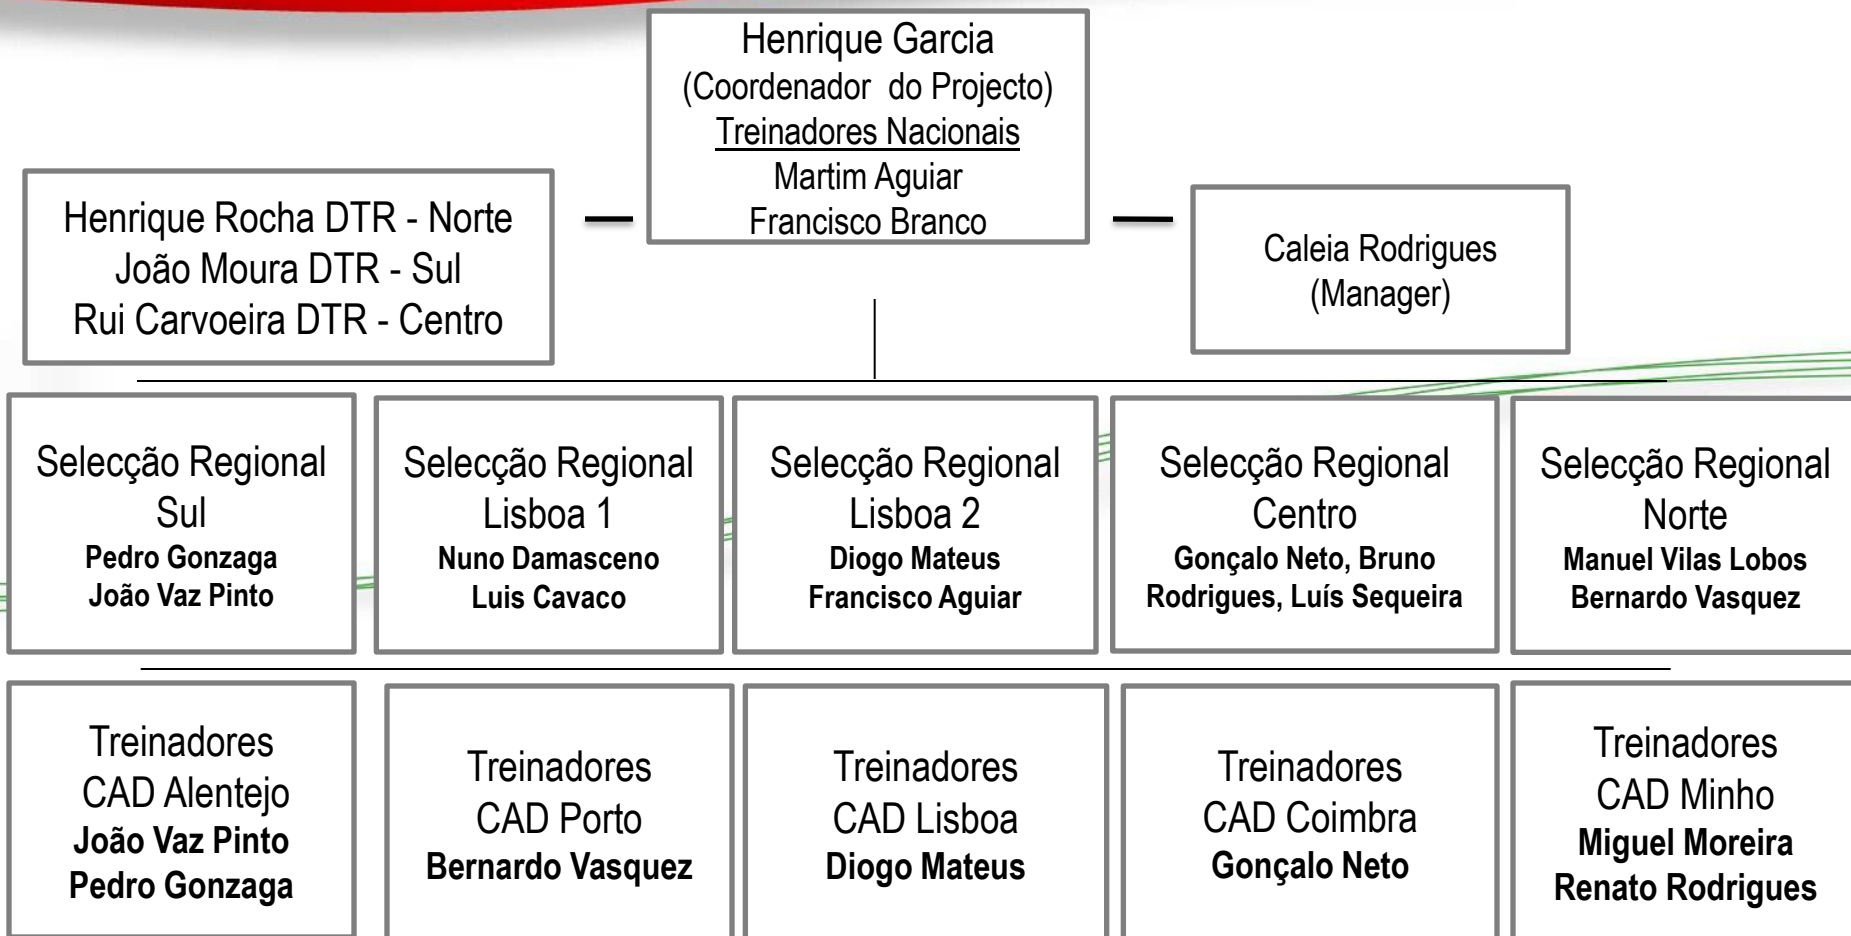 Henrique Garcia
(Coordenador do Projecto)
Treinadores Nacionais
Martim Aguiar
Francisco Branco
Henrique Rocha DTR - Norte
João Moura DTR - Sul
Rui Carvoeira DTR - Centro
Caleia Rodrigues
(Manager)
Selecção Regional
Sul
Pedro Gonzaga
João Vaz Pinto
Selecção Regional
Lisboa 1
Nuno Damasceno
Luis Cavaco
Selecção Regional
Lisboa 2
Diogo Mateus
Francisco Aguiar
Selecção Regional
Centro
Gonçalo Neto, Bruno
Rodrigues, Luís Sequeira
Selecção Regional
Norte
Manuel Vilas Lobos
Bernardo Vasquez
Treinadores
CAD Alentejo
João Vaz Pinto
Pedro Gonzaga
Treinadores
CAD Porto
Bernardo Vasquez
Treinadores
CAD Lisboa
Diogo Mateus
Treinadores
CAD Coimbra
Gonçalo Neto
Treinadores
CAD Minho
Miguel Moreira
Renato Rodrigues